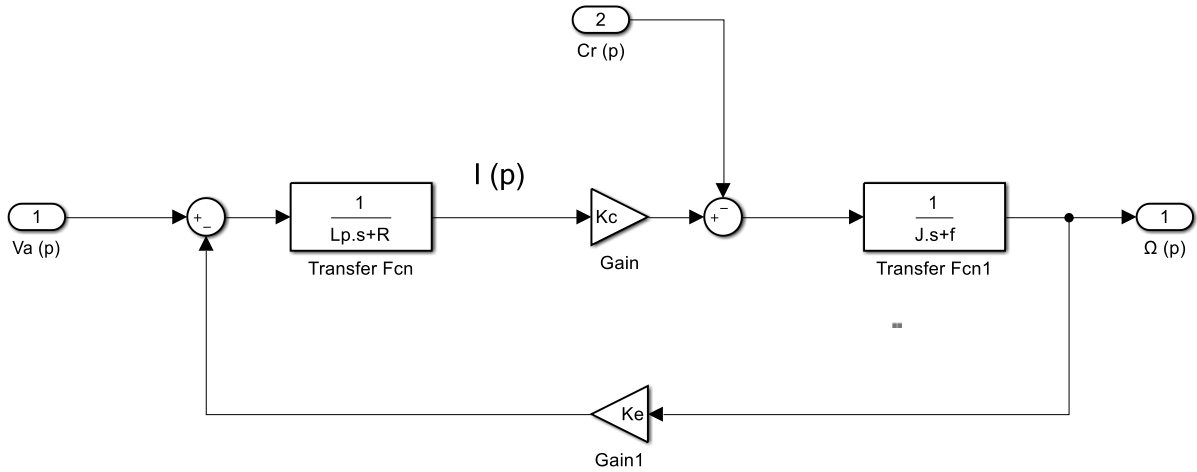 2
Cr (p)
I (p)
1
Va (p)
+
−
1
Lp.s+R
Transfer Fcn
Kc
Gain
+
−
1
J.s+f
Transfer Fcn1
1
Ω (p)
Ke
Gain1